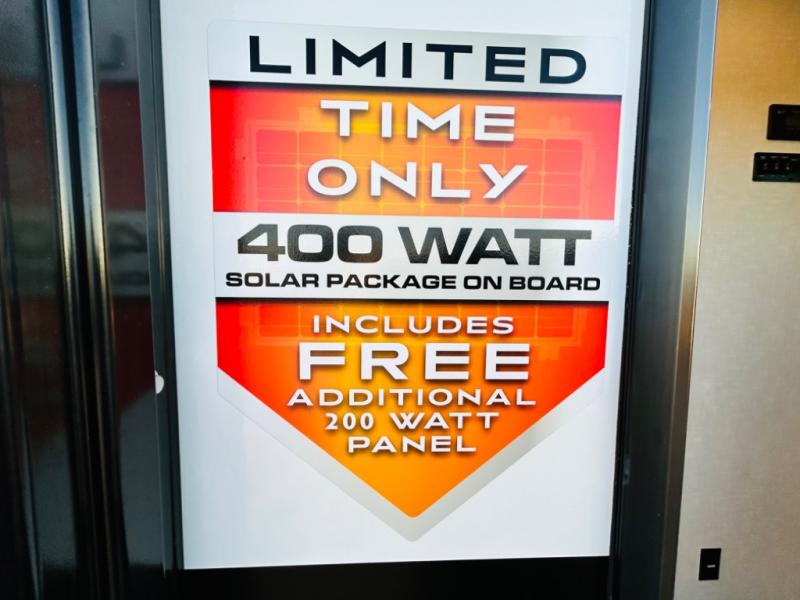 LIMITED
TIME
ONLY
400 WATT
SOLAR PACKAGE ON BOARD
INCLUDES
FREE
ADDITIONAL
200 WATT
PANEL